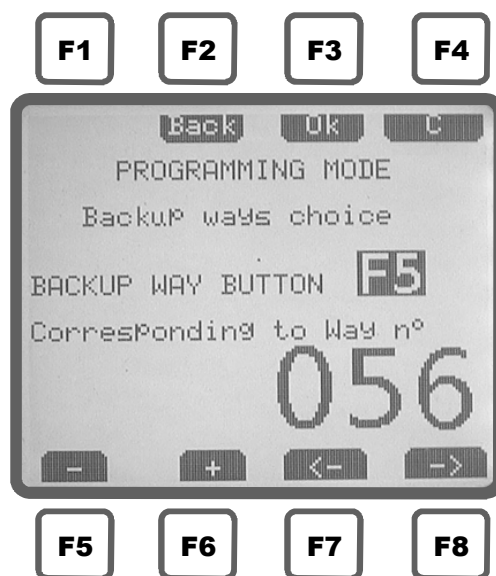 F1 F2 F3 F4
Back Ok C
PROGRAMMING MODE
Backup ways choice
BACKUP WAY BUTTON F5
Corresponding to Way n°
056
- + <- ->
F5 F6 F7 F8